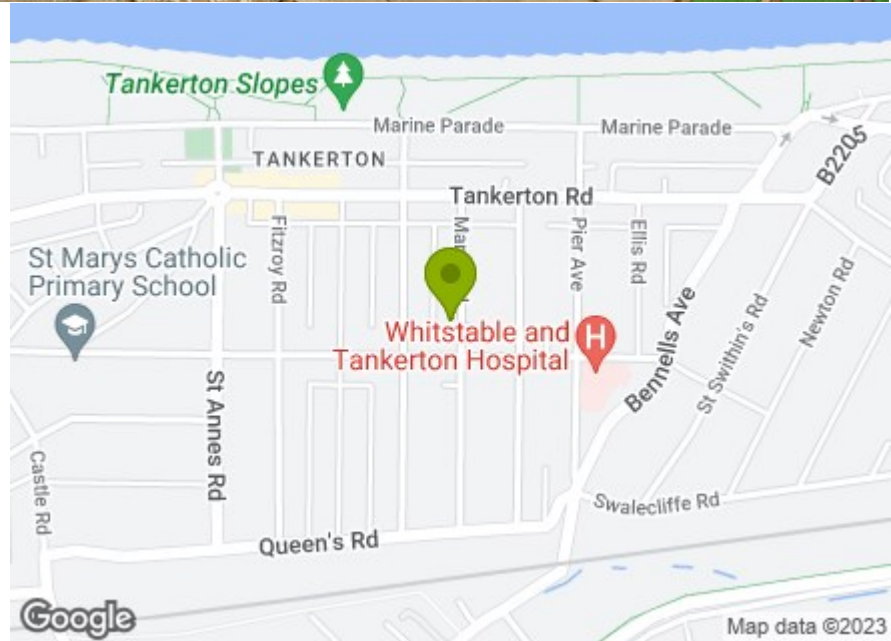 Tankerton Slopes
Marine Parade
Marine Parade
B2205
TANKERTON
Tankerton Rd
Fitzroy Rd
Pier Ave
Ellis Rd
St Marys Catholic
Primary School
Newton Rd
Whitstable and
Tankerton Hospital
H
Bennells Ave
St Swithin's Rd
St Annes Rd
Castle Rd
Swalecliffe Rd
Queen's Rd
Google
Map data ©2023